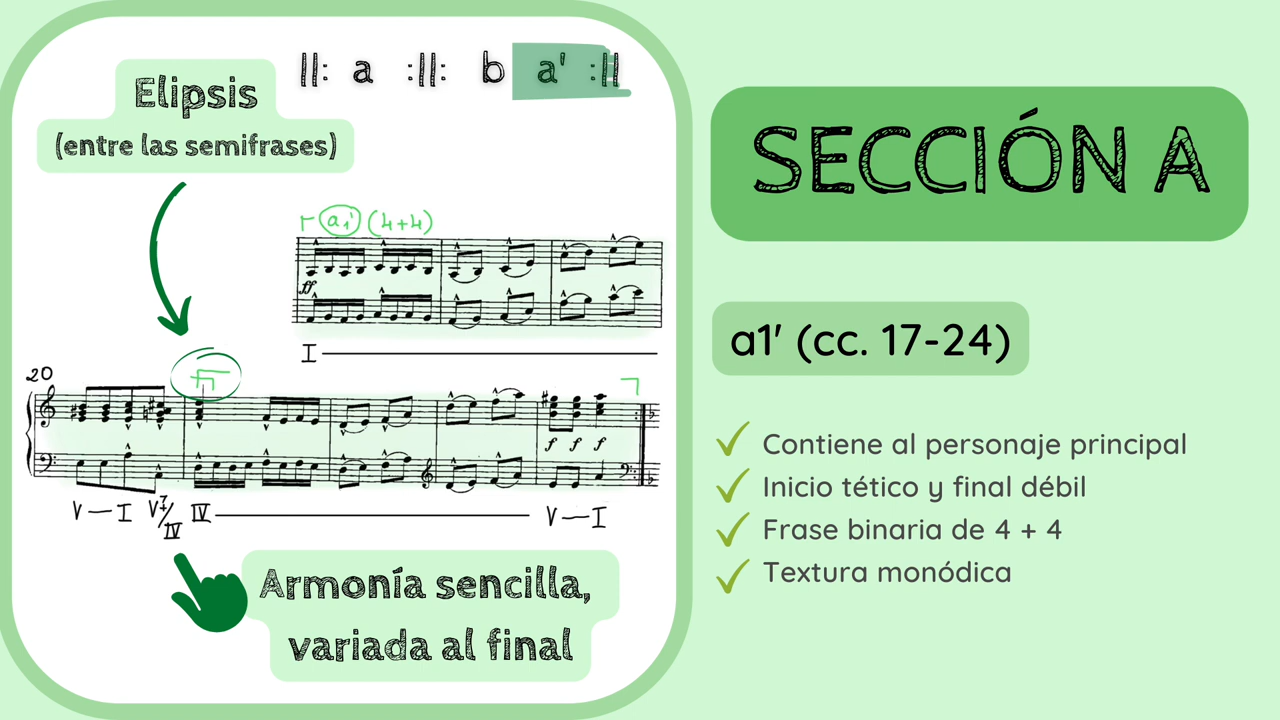 Elipsis
(entre las semifrases)
||: a :||: b a' :||
a1' (4+4)
ff
I
20
f f f
V — I V7/IV IV V — I
Armonía sencilla,
variada al final
SECCIÓN A
a1' (cc. 17-24)
Contiene al personaje principal
Inicio tético y final débil
Frase binaria de 4 + 4
Textura monódica